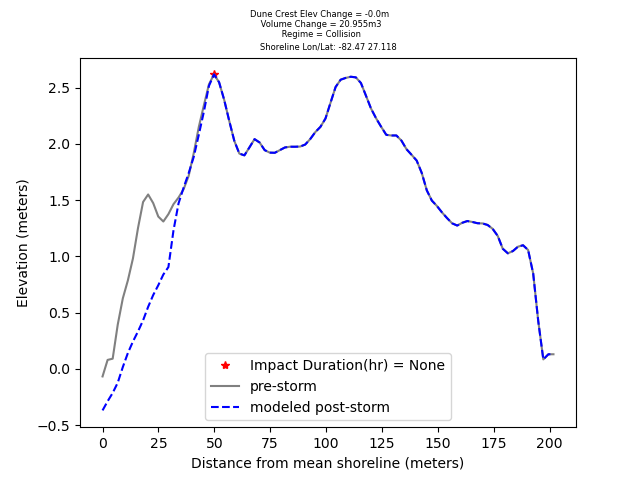 Dune Crest Elev Change = -0.0m
Volume Change = 20.955m3
Regime = Collision
Shoreline Lon/Lat: -82.47 27.118
Elevation (meters)
2.5
2.0
1.5
1.0
0.5
0.0
−0.5
Impact Duration(hr) = None
pre-storm
modeled post-storm
0 25 50 75 100 125 150 175 200
Distance from mean shoreline (meters)